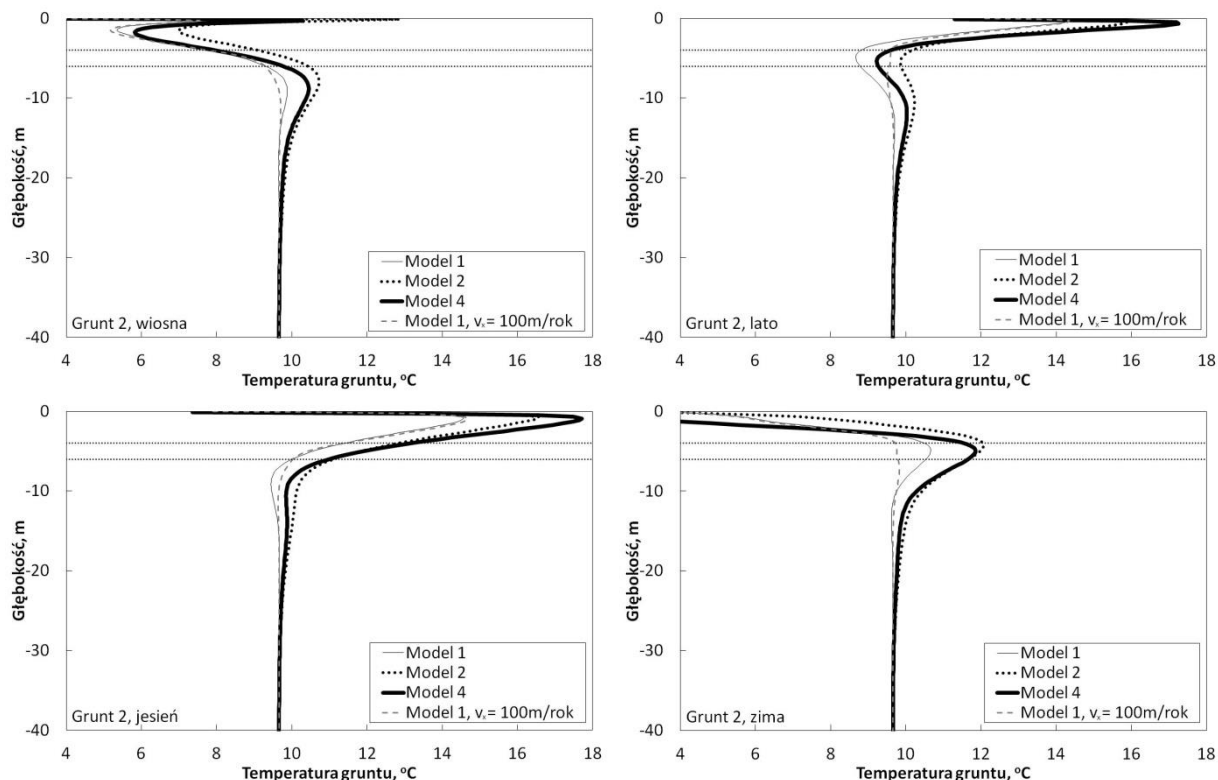 0
-10
-20
-30
-40
Głębokość, m
Model 1
Model 2
Model 4
Model 1, vₓ= 100m/rok
Grunt 2, wiosna
4 6 8 10 12 14 16 18
Temperatura gruntu, °C
0
-10
-20
-30
-40
Głębokość, m
Model 1
Model 2
Model 4
Model 1, vₓ= 100m/rok
Grunt 2, lato
4 6 8 10 12 14 16 18
Temperatura gruntu, °C
0
-10
-20
-30
-40
Głębokość, m
Model 1
Model 2
Model 4
Model 1, vₓ= 100m/rok
Grunt 2, jesień
4 6 8 10 12 14 16 18
Temperatura gruntu, °C
0
-10
-20
-30
-40
Głębokość, m
Model 1
Model 2
Model 4
Model 1, vₓ= 100m/rok
Grunt 2, zima
4 6 8 10 12 14 16 18
Temperatura gruntu, °C